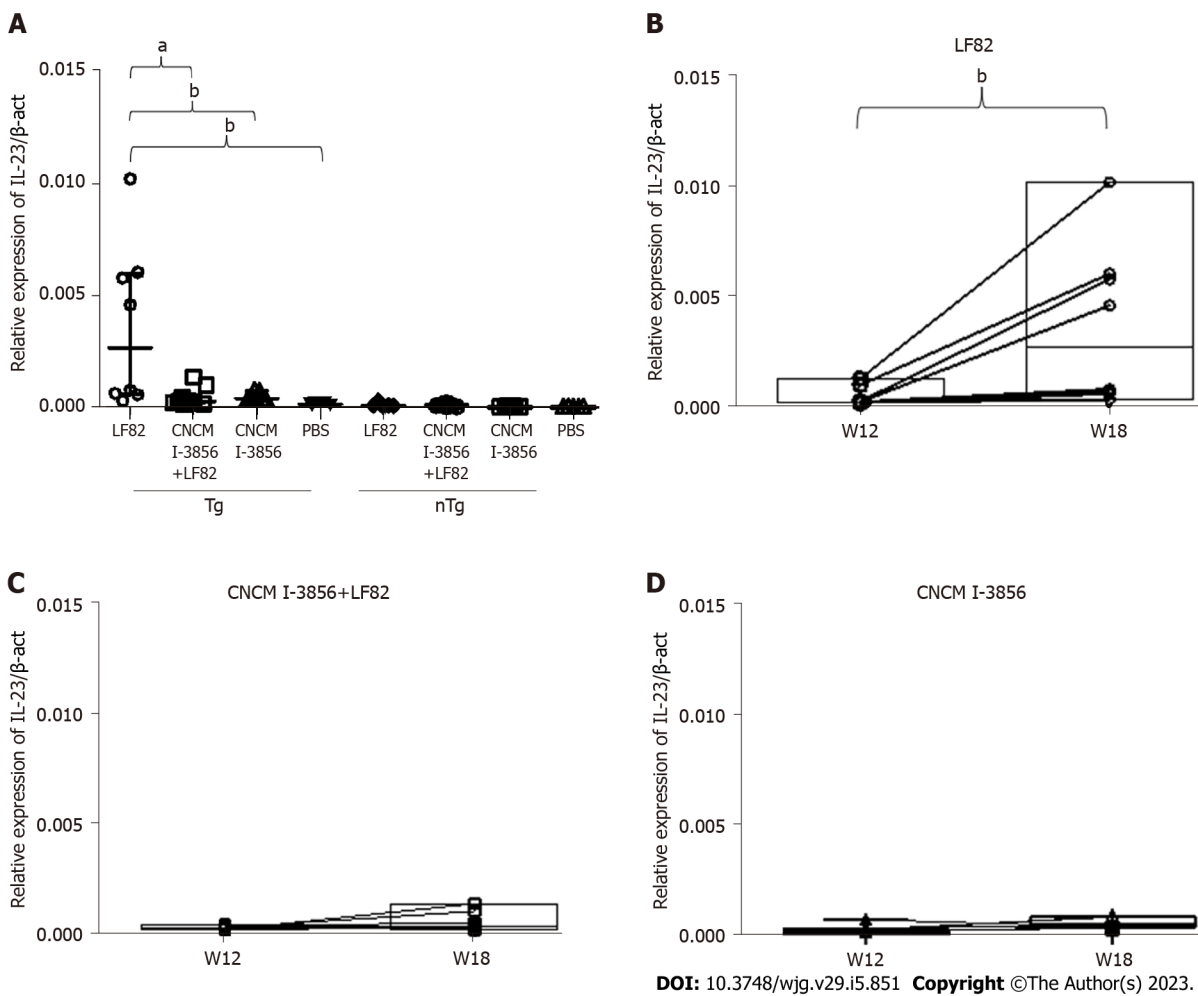 A
a
b
b
0.015
0.010
0.005
0.000
Relative expression of IL-23/β-act
LF82 CNCM CNCM PBS LF82 CNCM CNCM PBS
I-3856 I-3856 I-3856 I-3856
+LF82 +LF82
Tg nTg
B
LF82
b
0.015
0.010
0.005
0.000
Relative expression of IL-23/β-act
W12 W18
C
CNCM I-3856+LF82
0.015
0.010
0.005
0.000
Relative expression of IL-23/β-act
W12 W18
D
CNCM I-3856
0.015
0.010
0.005
0.000
Relative expression of IL-23/β-act
W12 W18
DOI: 10.3748/wjg.v29.i5.851 Copyright ©The Author(s) 2023.